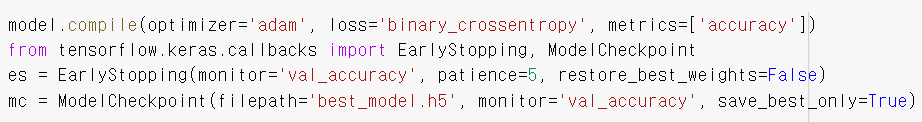 model.compile(optimizer='adam', loss='binary_crossentropy', metrics=['accuracy'])
from tensorflow.keras.callbacks import EarlyStopping, ModelCheckpoint
es = EarlyStopping(monitor='val_accuracy', patience=5, restore_best_weights=False)
mc = ModelCheckpoint(filepath='best_model.h5', monitor='val_accuracy', save_best_only=True)